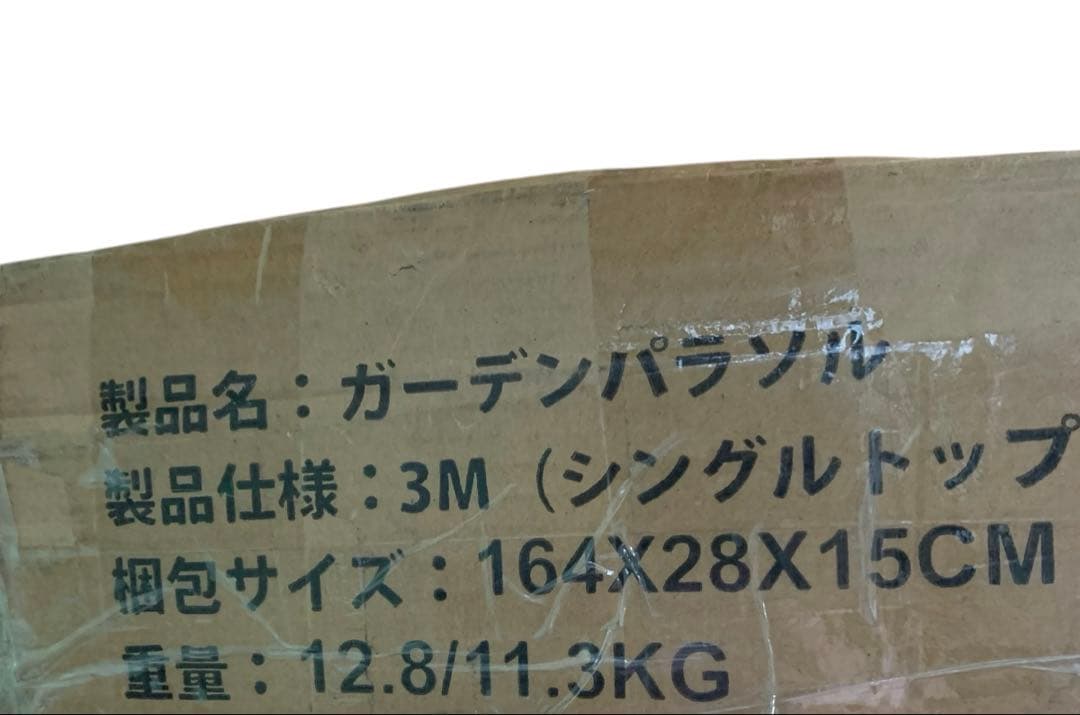 製品名：ガーデンパラソル
製品仕様：3M（シングルトップ
梱包サイズ：164X28X15CM
重量：12.8/11.3KG